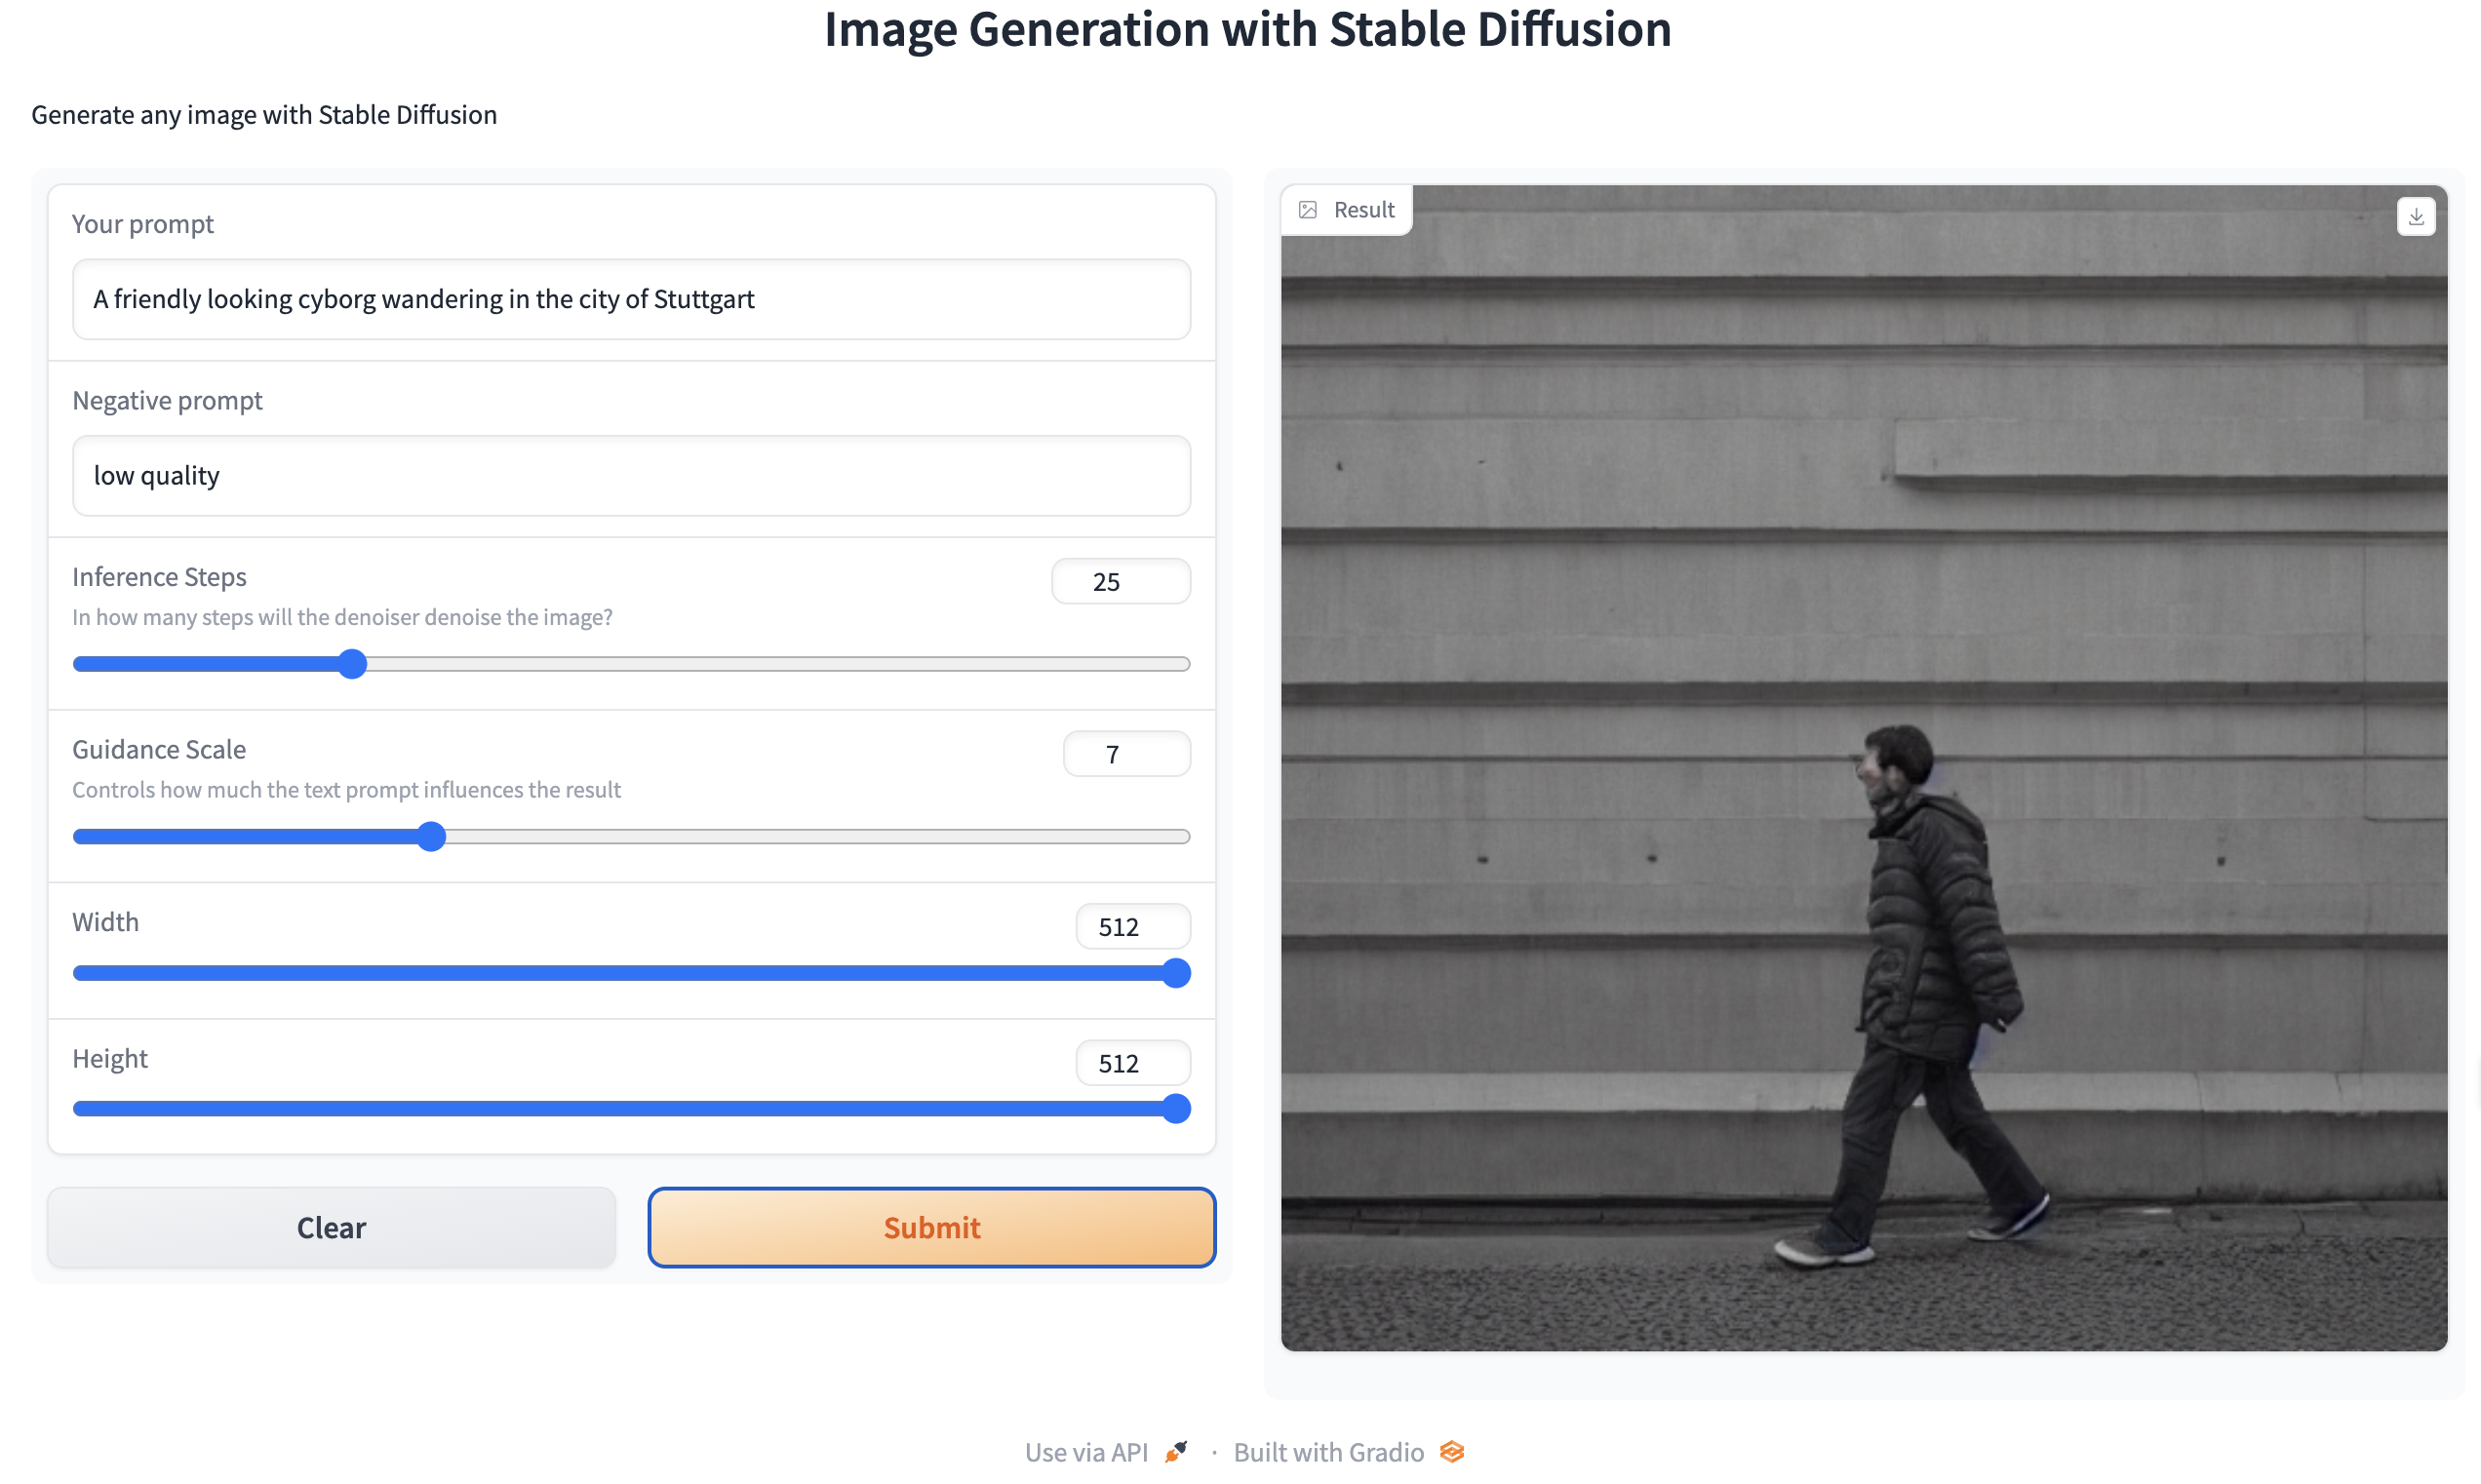 Image Generation with Stable Diffusion
Generate any image with Stable Diffusion
Your prompt
A friendly looking cyborg wandering in the city of Stuttgart
Negative prompt
low quality
Inference Steps
25
In how many steps will the denoiser denoise the image?
Guidance Scale
7
Controls how much the text prompt influences the result
Width
512
Height
512
Clear
Submit
Result
Use via API · Built with Gradio